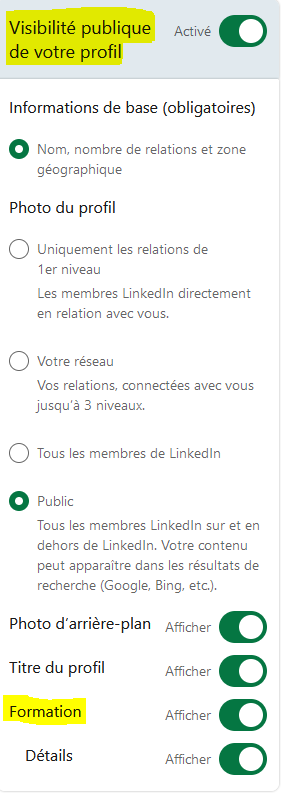 Visibilité publique
de votre profil
Activé
Informations de base (obligatoires)
Nom, nombre de relations et zone
géographique
Photo du profil
Uniquement les relations de
1er niveau
Les membres LinkedIn directement
en relation avec vous.
Votre réseau
Vos relations, connectées avec vous
jusqu’à 3 niveaux.
Tous les membres de LinkedIn
Public
Tous les membres LinkedIn sur et en
dehors de LinkedIn. Votre contenu
peut apparaître dans les résultats de
recherche (Google, Bing, etc.).
Photo d’arrière-plan Afficher
Titre du profil Afficher
Formation Afficher
Détails Afficher